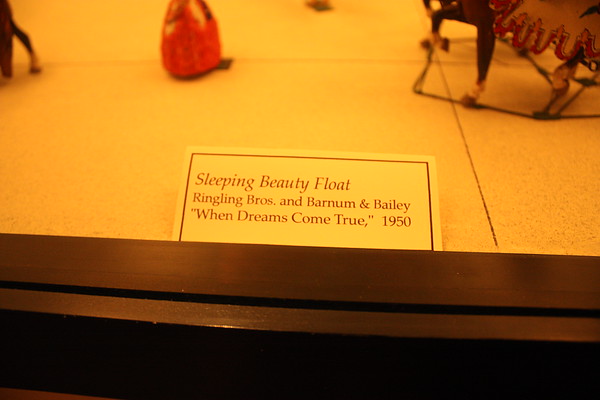 Sleeping Beauty Float
Ringling Bros. and Barnum & Bailey
"When Dreams Come True," 1950